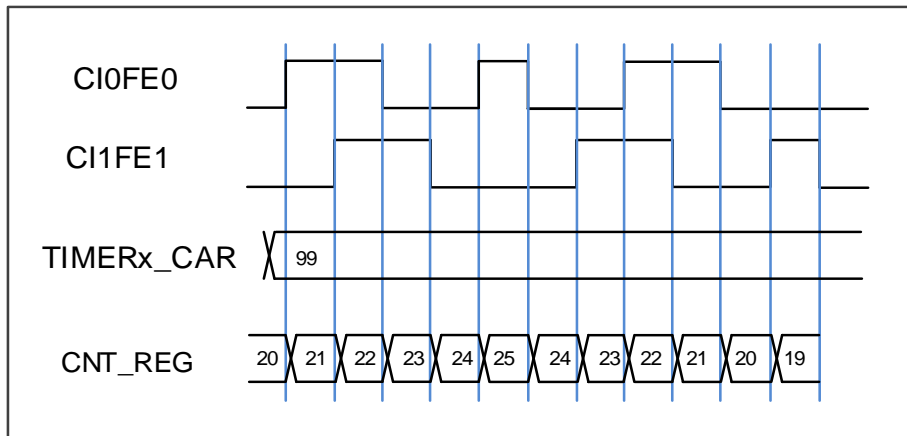 CI0FE0
CI1FE1
TIMERx_CAR 99
CNT_REG 20 21 22 23 24 25 24 23 22 21 20 19